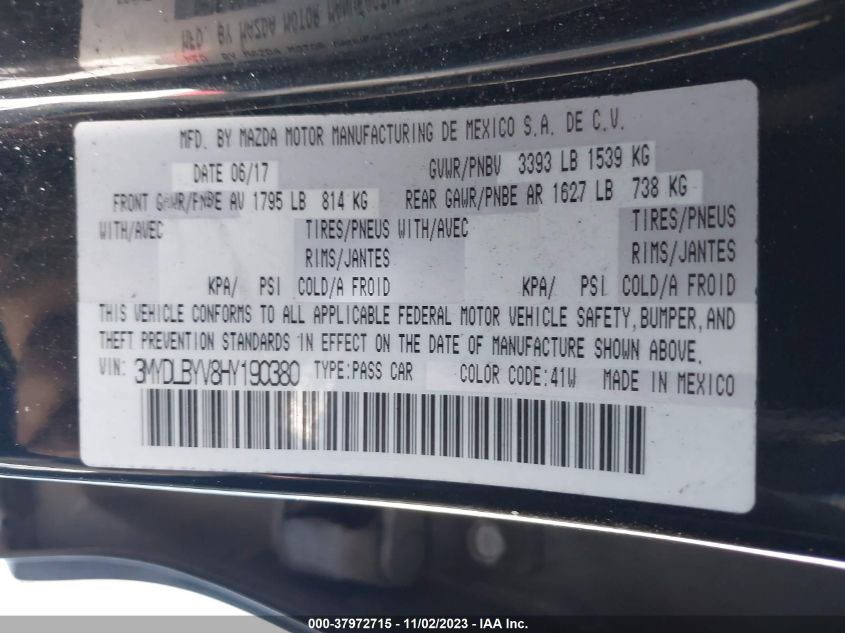 MFD. BY MAZDA MOTOR MANUFACTURING DE MEXICO S.A. DE C.V.
DATE 06/17 GVWR/PNBV 3393 LB 1539 KG
FRONT GAWR/PNBE AV 1795 LB 814 KG REAR GAWR/PNBE AR 1627 LB 738 KG
WITH/AVEC TIRES/PNEUS WITH/AVEC TIRES/PNEUS
RIMS/JANTES RIMS/JANTES
KPA/ PSI COLD/A FROID KPA/ PSI COLD/A FROID
THIS VEHICLE CONFORMS TO ALL APPLICABLE FEDERAL MOTOR VEHICLE SAFETY, BUMPER, AND
THEFT PREVENTION STANDARDS IN EFFECT ON THE DATE OF MANUFACTURE SHOWN ABOVE.
VIN: 3MYDLBYV8HY190380 TYPE:PASS CAR COLOR CODE:41W MADE IN MEXICO
000-37972715 - 11/02/2023 - IAA Inc.